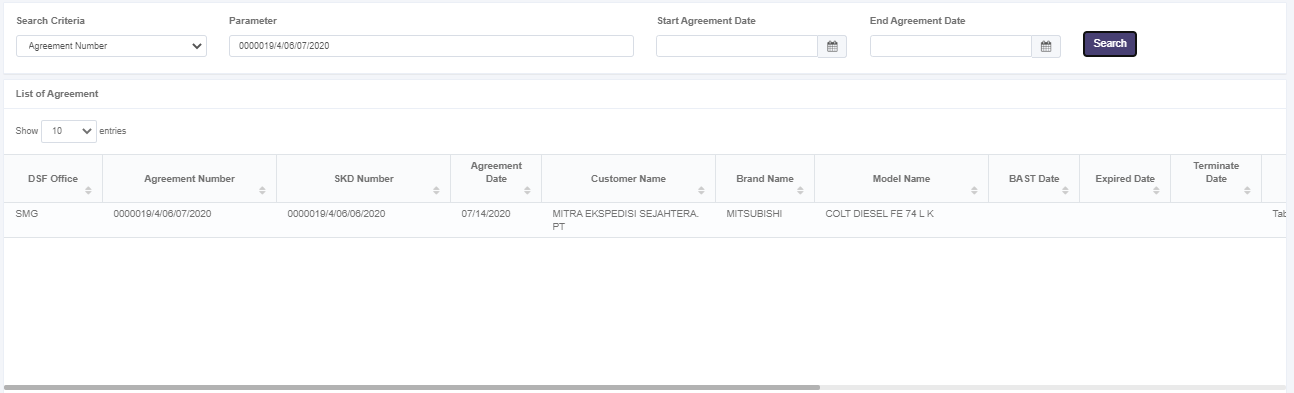 Search Criteria Parameter Start Agreement Date End Agreement Date
Agreement Number 0000019/4/06/07/2020 Search
List of Agreement
Show 10 entries
DSF Office Agreement Number SKD Number Agreement Date Customer Name Brand Name Model Name BAST Date Expired Date Terminate Date
SMG 0000019/4/06/07/2020 0000019/4/06/06/2020 07/14/2020 MITRA EKSPEDISI SEJAHTERA. MITSUBISHI COLT DIESEL FE 74 L K
PT